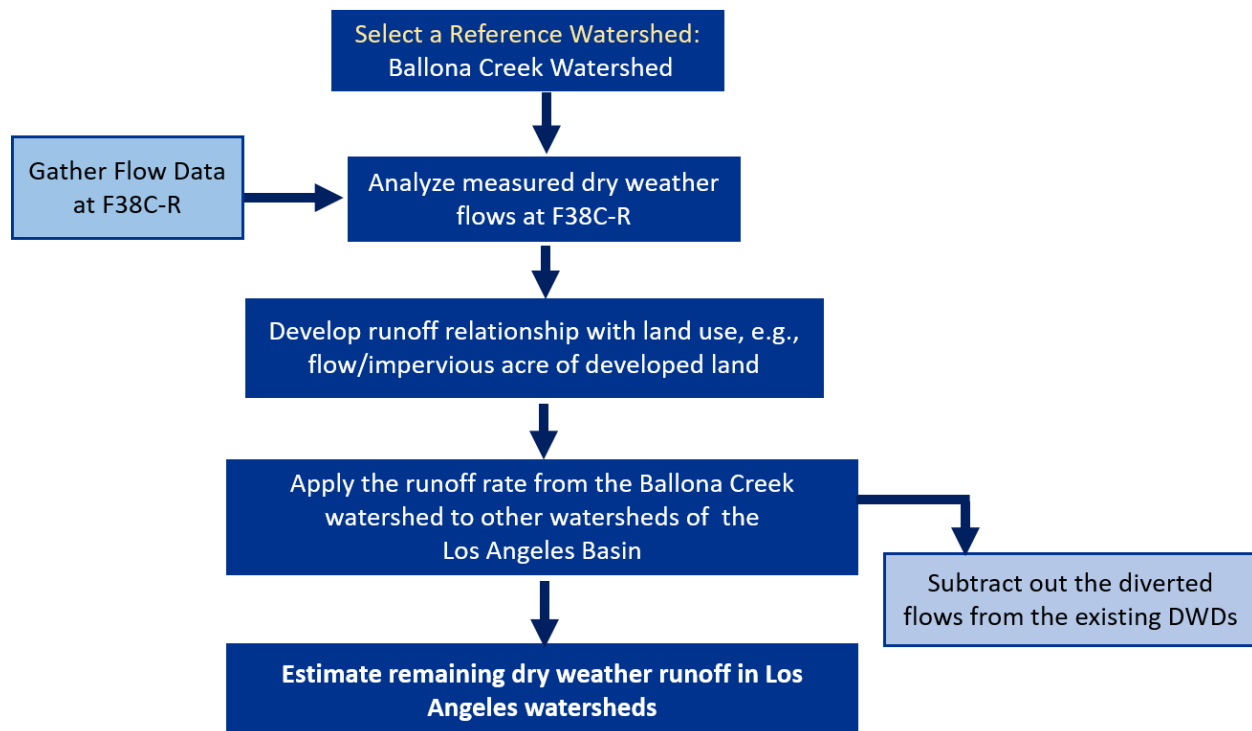 Select a Reference Watershed:
Ballona Creek Watershed
Gather Flow Data
at F38C-R
Analyze measured dry weather
flows at F38C-R
Develop runoff relationship with land use, e.g.,
flow/impervious acre of developed land
Apply the runoff rate from the Ballona Creek
watershed to other watersheds of the
Los Angeles Basin
Subtract out the diverted
flows from the existing DWDs
Estimate remaining dry weather runoff in Los
Angeles watersheds